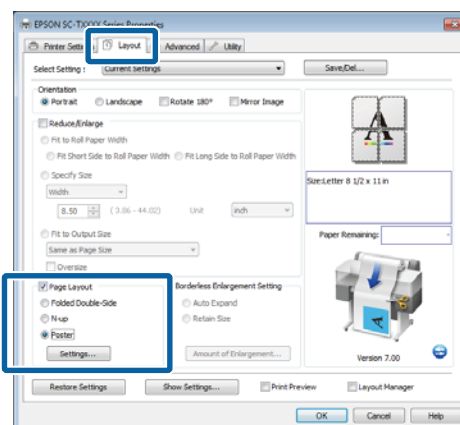 EPSON SC-TXXXX Series Properties
Printer Setti Layout Advanced Utility
Select Setting : Current Settings Save/Del...
Orientation
Portrait Landscape Rotate 180° Mirror Image
Reduce/Enlarge
Fit to Roll Paper Width
Fit Short Side to Roll Paper Width Fit Long Side to Roll Paper Width
Specify Size
Width
8.50 ( 3.86 - 44.02) Unit inch
Size:Letter 8 1/2 x 11 in
Fit to Output Size
Same as Page Size
Oversize
Paper Remaining:
Page Layout
Folded Double-Side
N-up
Poster
Settings...
Borderless Enlargement Setting
Auto Expand
Retain Size
Amount of Enlargement...
Version 7.00
Restore Settings Show Settings... Print Preview Layout Manager
OK Cancel Help